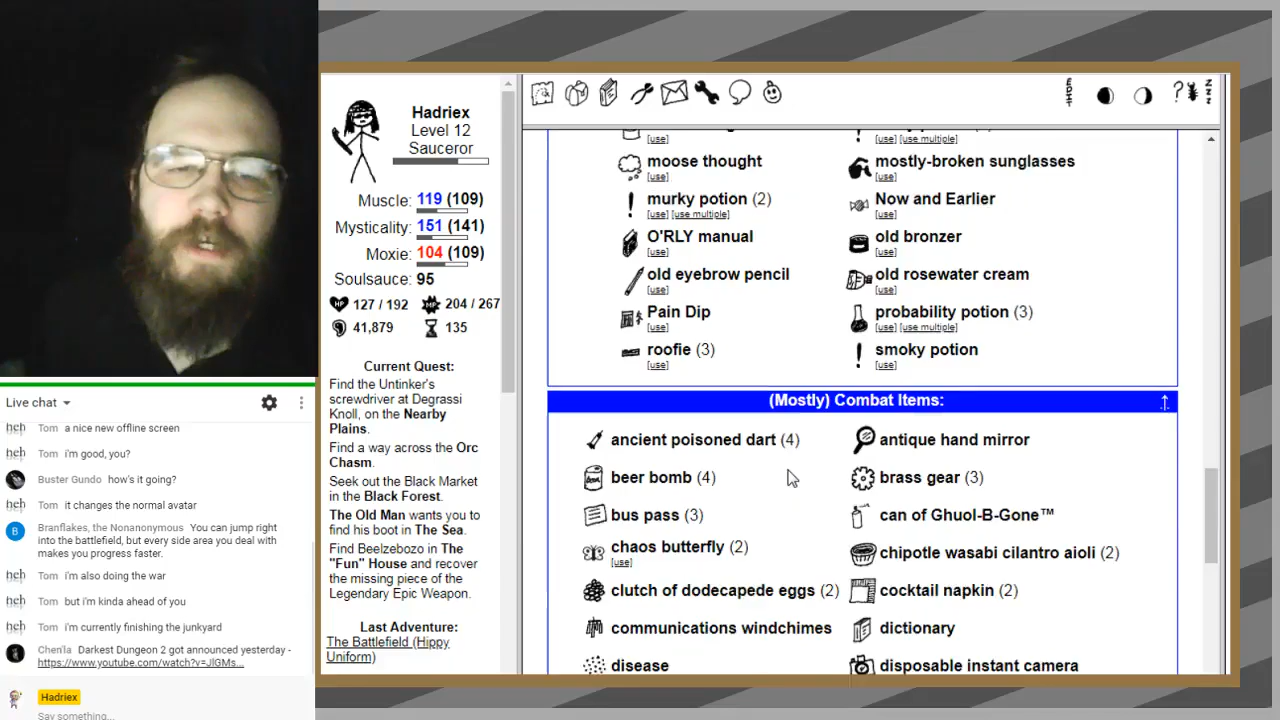 Live chat
Tom a nice new offline screen
Tom i'm good, you?
Buster Gundo how's it going?
Tom it changes the normal avatar
B
Branflakes, the Nonanonymous You can jump right
into the battlefield, but every side area you deal with
makes you progress faster.
Tom i'm also doing the war
Tom but i'm kinda ahead of you
Tom i'm currently finishing the junkyard
Chen'la Darkest Dungeon 2 got announced yesterday -
https://www.youtube.com/watch?v=JlGMs...
Hadriex
Say something...
Hadriex
Level 12
Sauceror
Muscle: 119 (109)
Mysticality: 151 (141)
Moxie: 104 (109)
Soulsauce: 95
HP 127 / 192 MP 204 / 267
41,879 135
Current Quest:
Find the Untinker's
screwdriver at Degrassi
Knoll, on the Nearby
Plains.
Find a way across the Orc
Chasm.
Seek out the Black Market
in the Black Forest.
The Old Man wants you to
find his boot in The Sea.
Find Beelzebozo in The
"Fun" House and recover
the missing piece of the
Legendary Epic Weapon.
Last Adventure:
The Battlefield (Hippy
Uniform)
[use] [use] [use multiple]
moose thought mostly-broken sunglasses
[use] [use]
murky potion (2) Now and Earlier
[use] [use multiple] [use]
O'RLY manual old bronzer
[use] [use]
old eyebrow pencil old rosewater cream
[use] [use]
Pain Dip probability potion (3)
[use] [use] [use multiple]
roofie (3) smoky potion
[use] [use]
(Mostly) Combat Items:
ancient poisoned dart (4) antique hand mirror
beer bomb (4) brass gear (3)
bus pass (3) can of Ghuol-B-Gone™
chaos butterfly (2) chipotle wasabi cilantro aioli (2)
[use]
clutch of dodecapede eggs (2) cocktail napkin (2)
communications windchimes dictionary
disease disposable instant camera